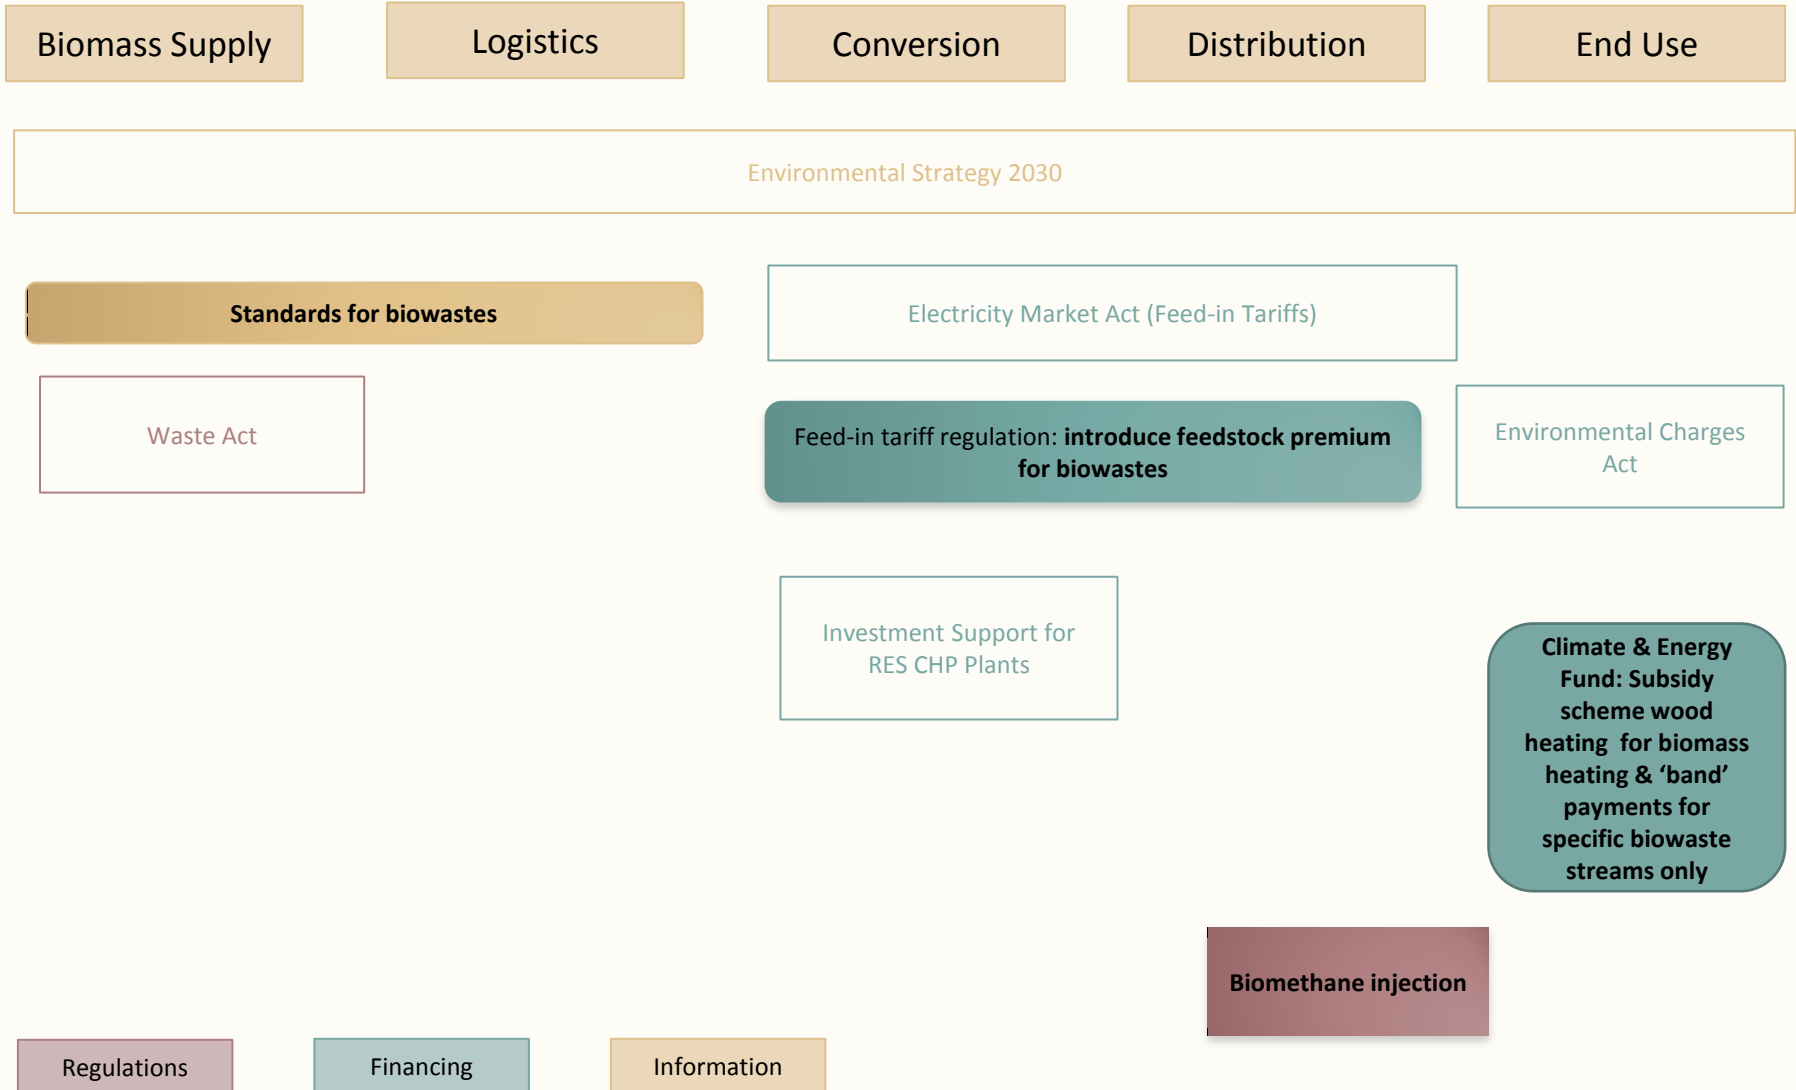 Biomass Supply
Logistics
Conversion
Distribution
End Use
Environmental Strategy 2030
Standards for biowastes
Electricity Market Act (Feed-in Tariffs)
Waste Act
Feed-in tariff regulation: introduce feedstock premium
for biowastes
Environmental Charges
Act
Investment Support for
RES CHP Plants
Climate & Energy
Fund: Subsidy
scheme wood
heating  for biomass
heating & ‘band’
payments for
specific biowaste
streams only
Biomethane injection
Regulations
Financing
Information